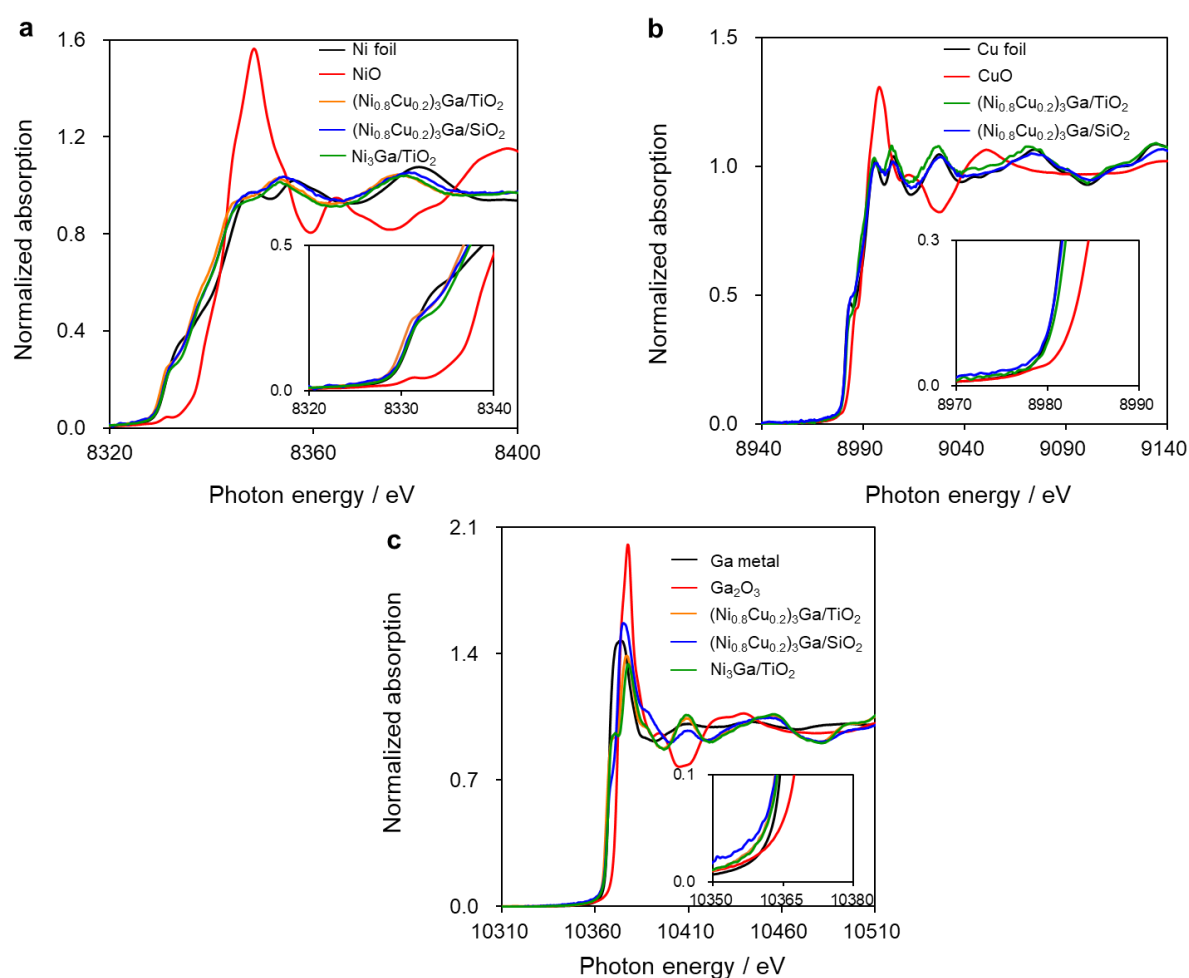 a
1.6
1.2
0.8
0.4
0.0
Normalized absorption
Ni foil
NiO
(Ni0.8Cu0.2)3Ga/TiO2
(Ni0.8Cu0.2)3Ga/SiO2
Ni3Ga/TiO2
0.5
0.0
8320 8330 8340
8320 8360 8400
Photon energy / eV
b
1.5
1.0
0.5
0.0
Normalized absorption
Cu foil
CuO
(Ni0.8Cu0.2)3Ga/TiO2
(Ni0.8Cu0.2)3Ga/SiO2
0.3
0.0
8970 8980 8990
8940 8990 9040 9090 9140
Photon energy / eV
c
2.1
1.4
0.7
0.0
Normalized absorption
Ga metal
Ga2O3
(Ni0.8Cu0.2)3Ga/TiO2
(Ni0.8Cu0.2)3Ga/SiO2
Ni3Ga/TiO2
0.1
0.0
10350 10365 10380
10310 10360 10410 10460 10510
Photon energy / eV